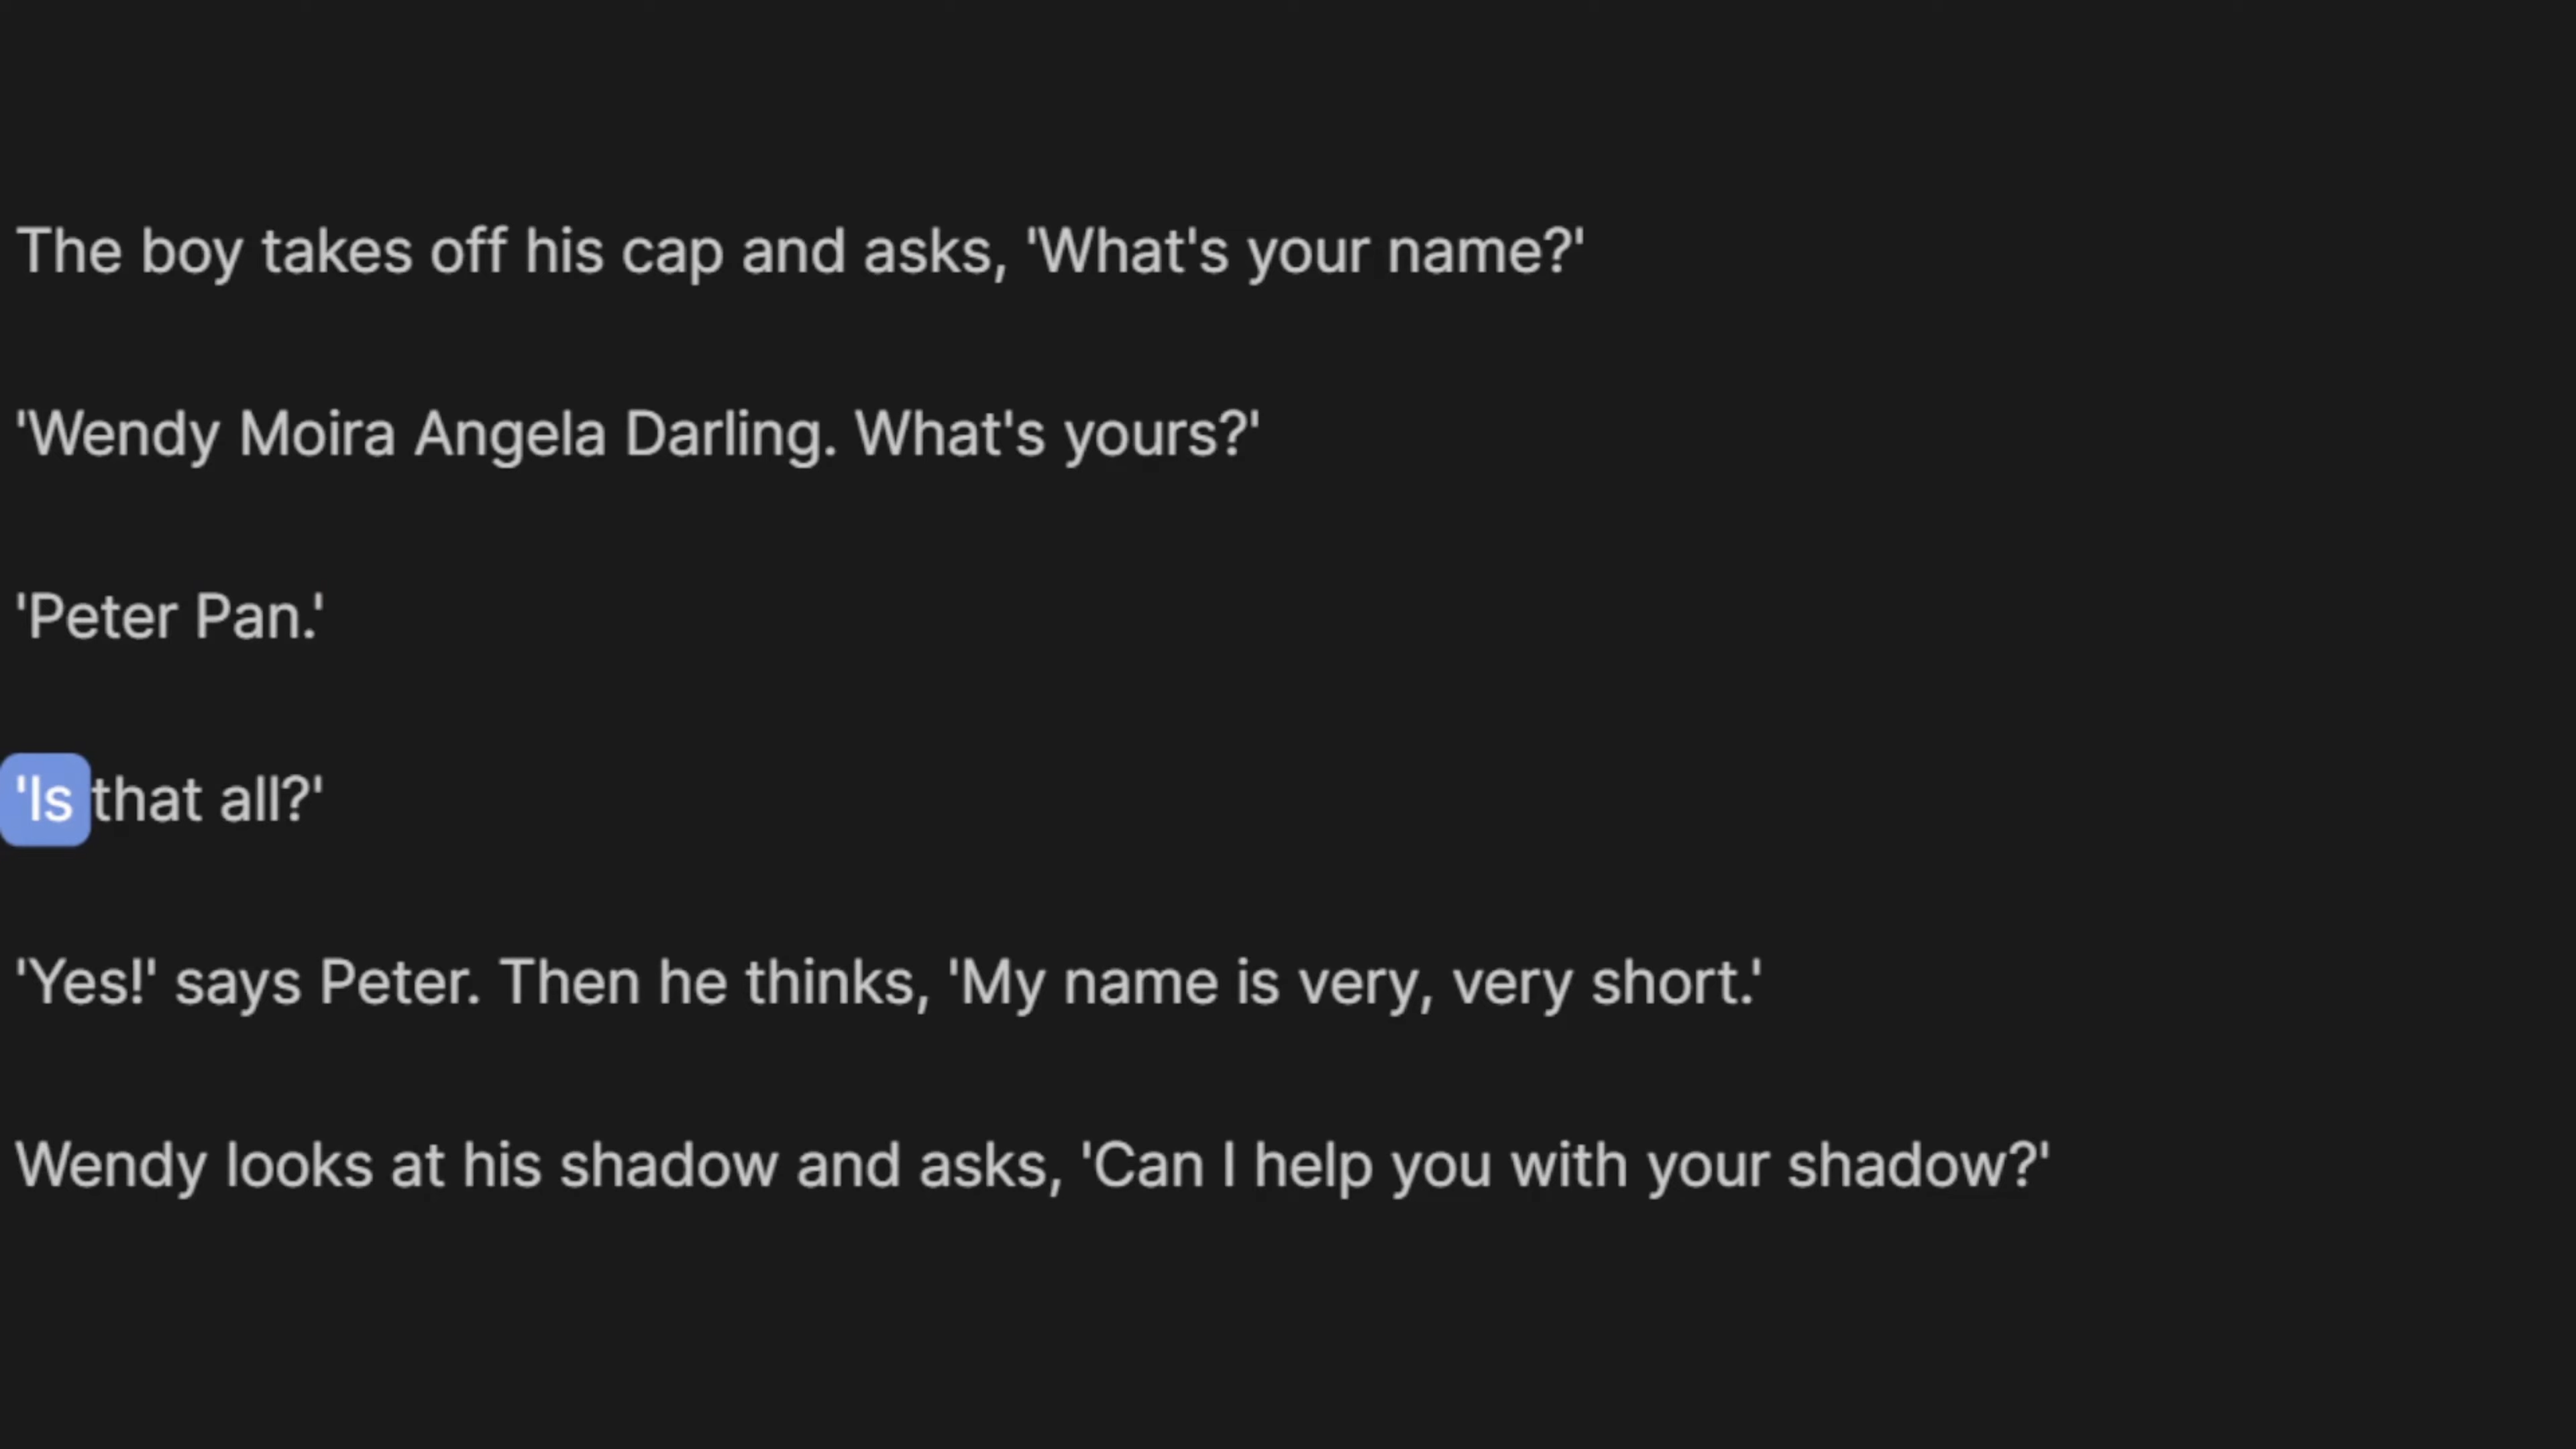 The boy takes off his cap and asks, 'What's your name?'
'Wendy Moira Angela Darling. What's yours?'
'Peter Pan.'
'Is that all?'
'Yes!' says Peter. Then he thinks, 'My name is very, very short.'
Wendy looks at his shadow and asks, 'Can I help you with your shadow?'